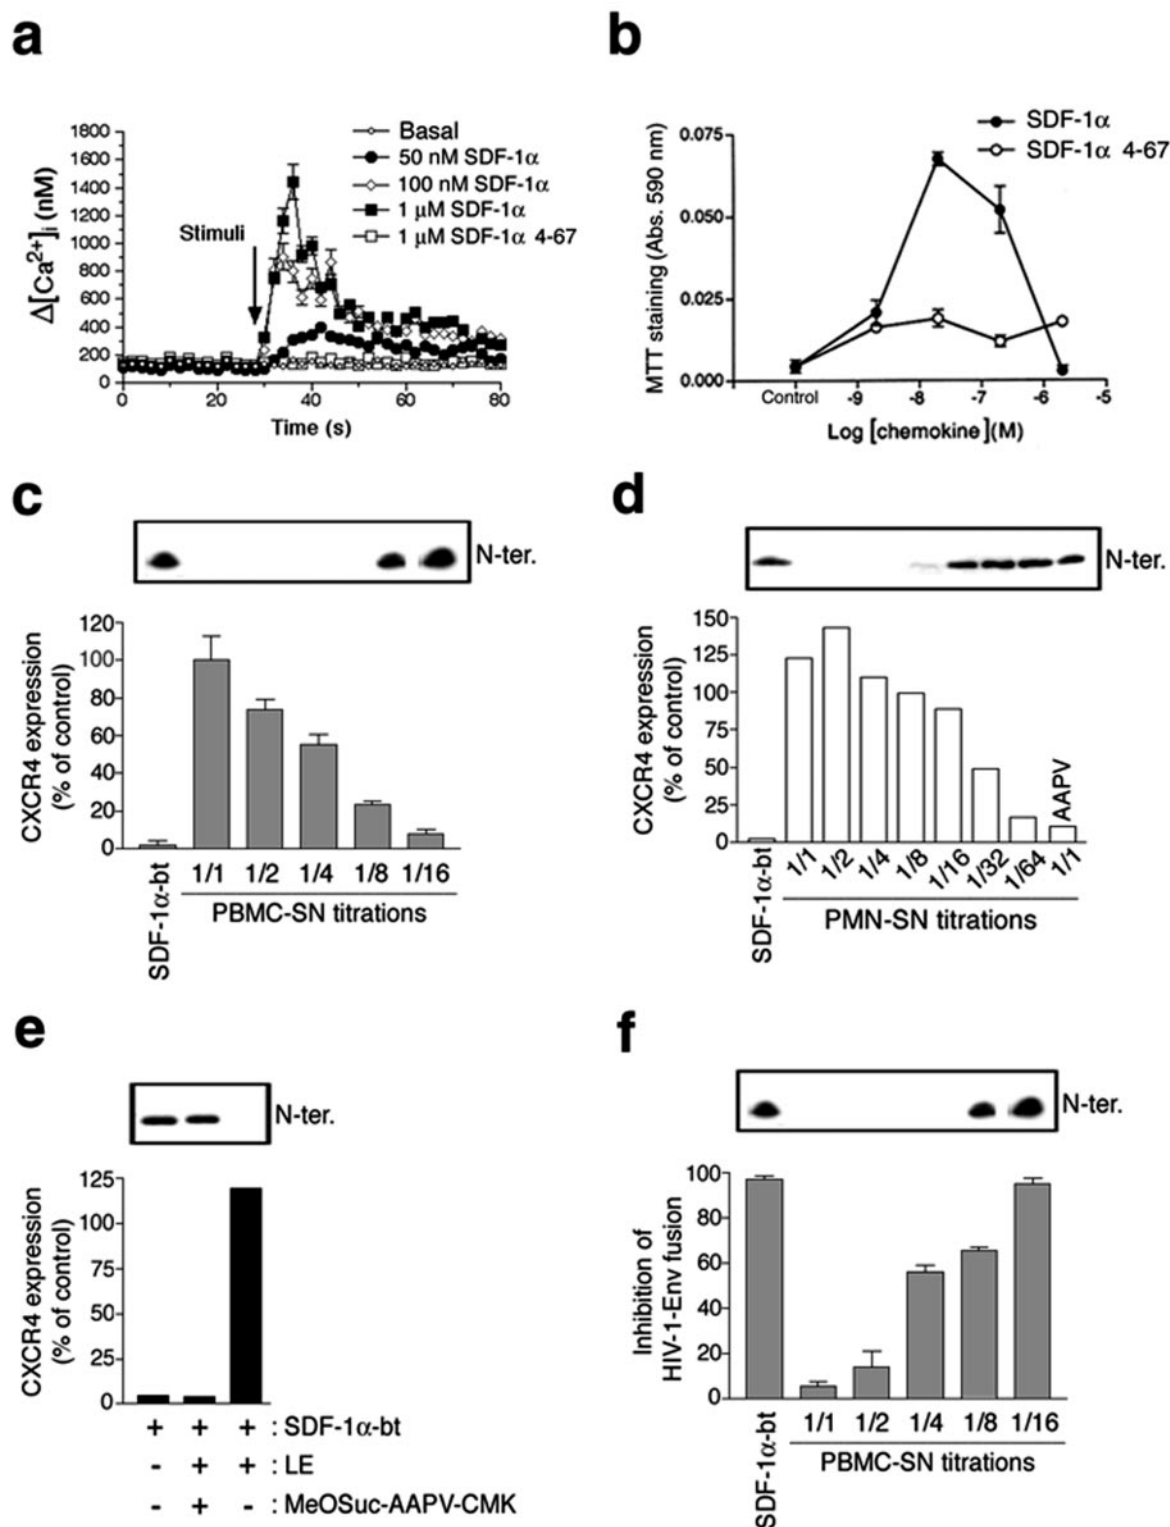 a
1800
1600
1400
1200
1000
800
600
400
200
0
Δ[Ca²⁺]i (nM)
Stimuli
Basal
50 nM SDF-1α
100 nM SDF-1α
1 μM SDF-1α
1 μM SDF-1α 4-67
0 20 40 60 80
Time (s)
b
SDF-1α
SDF-1α 4-67
MTT staining (Abs. 590 nm)
0.075
0.050
0.025
0.000
Control -9 -8 -7 -6 -5
Log [chemokine](M)
c
N-ter.
CXCR4 expression
(% of control)
120
100
80
60
40
20
0
SDF-1α-bt
1/1 1/2 1/4 1/8 1/16
PBMC-SN titrations
d
N-ter.
CXCR4 expression
(% of control)
150
125
100
75
50
25
0
AAPV
SDF-1α-bt
1/1 1/2 1/4 1/8 1/16 1/32 1/64 1/1
PMN-SN titrations
e
N-ter.
CXCR4 expression
(% of control)
125
100
75
50
25
0
+ + + : SDF-1α-bt
- + + : LE
- + - : MeOSuc-AAPV-CMK
f
N-ter.
Inhibition of
HIV-1-Env fusion
100
80
60
40
20
0
SDF-1α-bt
1/1 1/2 1/4 1/8 1/16
PBMC-SN titrations